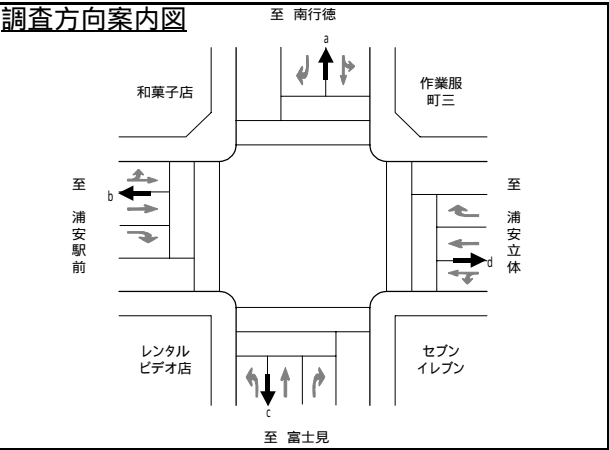 調査方向案内図
至 南行徳
a
和菓子店
作業服
町三
至 浦安駅前
b
至 浦安立体
d
レンタル
ビデオ店
セブン
イレブン
c
至 富士見